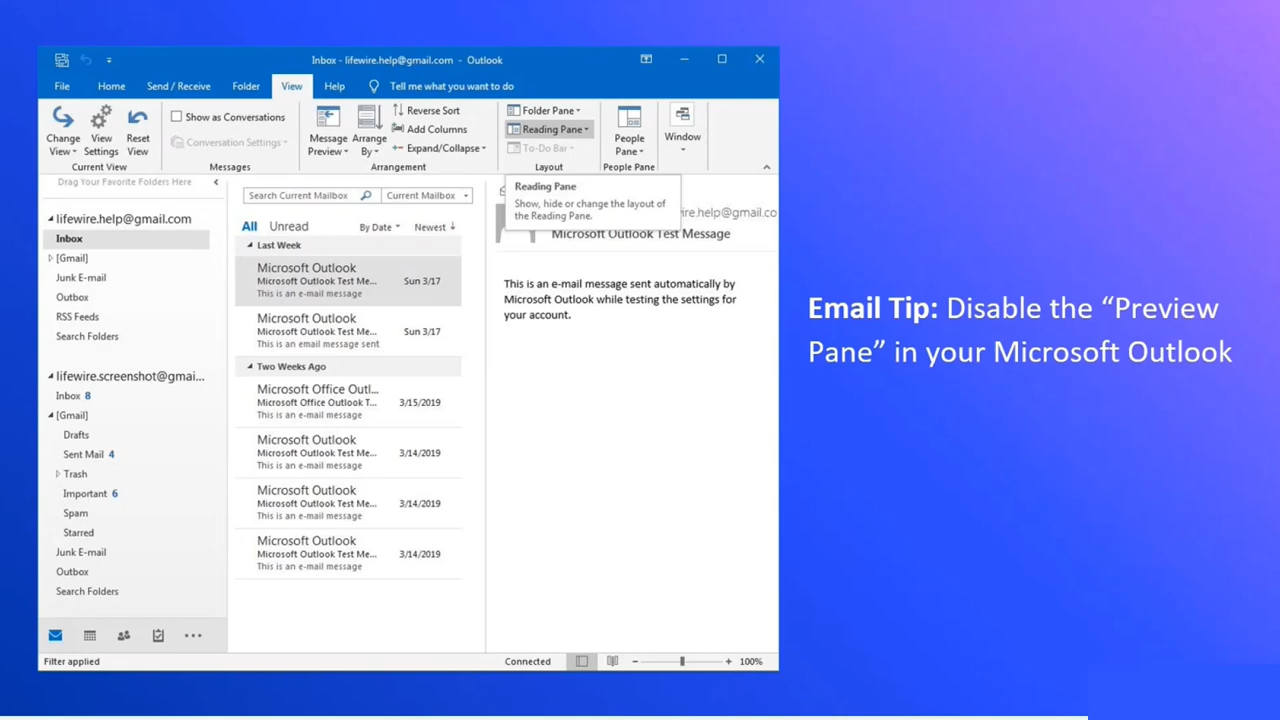 Inbox - lifewire.help@gmail.com - Outlook
File Home Send / Receive Folder View Help Tell me what you want to do
Change View
View Settings
Reset View
Current View
Show as Conversations
Conversation Settings
Messages
Message Preview
Arrange By
Reverse Sort
Add Columns
Expand/Collapse
Arrangement
Folder Pane
Reading Pane
To-Do Bar
Layout
People Pane
People Pane
Window
Reading Pane
Show, hide or change the layout of
the Reading Pane.
Drag Your Favorite Folders Here
lifewire.help@gmail.com
Inbox
[Gmail]
Junk E-mail
Outbox
RSS Feeds
Search Folders
lifewire.screenshot@gmai...
Inbox 8
[Gmail]
Drafts
Sent Mail 4
Trash
Important 6
Spam
Starred
Junk E-mail
Outbox
Search Folders
Search Current Mailbox Current Mailbox
All Unread By Date Newest
Last Week
Microsoft Outlook
Microsoft Outlook Test Me... Sun 3/17
This is an e-mail message
Microsoft Outlook
Microsoft Outlook Test Me... Sun 3/17
This is an email message sent
Two Weeks Ago
Microsoft Office Outl...
Microsoft Office Outlook T... 3/15/2019
This is an e-mail message
Microsoft Outlook
Microsoft Outlook Test Me... 3/14/2019
This is an e-mail message
Microsoft Outlook
Microsoft Outlook Test Me... 3/14/2019
This is an e-mail message
Microsoft Outlook
Microsoft Outlook Test Me... 3/14/2019
This is an e-mail message
ire.help@gmail.co
Microsoft Outlook Test Message
This is an e-mail message sent automatically by
Microsoft Outlook while testing the settings for
your account.
Filter applied Connected 100%
Email Tip: Disable the “Preview
Pane” in your Microsoft Outlook